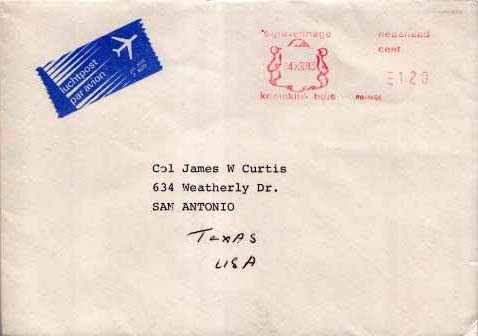 luchtpost
par avion
s-gravenhage
nederland
cent
120
koninklijk huis
PB-
Col James W Curtis
634 Weatherly Dr.
SAN ANTONIO
TEXAS
USA